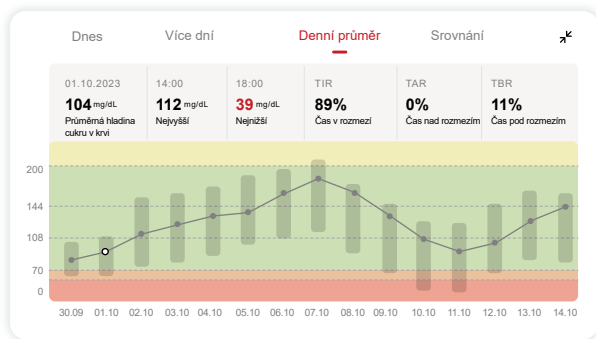 Dnes Více dní Denní průměr Srovnání
01.10.2023 14:00 18:00 TIR TAR TBR
104 mg/dL 112 mg/dL 39 mg/dL 89% 0% 11%
Průměrná hladina Nejvyšší Nejnižší Čas v rozmezí Čas nad rozmezím Čas pod rozmezím
cukru v krvi
200
144
108
70
0
30.09 01.10 02.10 03.10 04.10 05.10 06.10 07.10 08.10 09.10 10.10 11.10 12.10 13.10 14.10